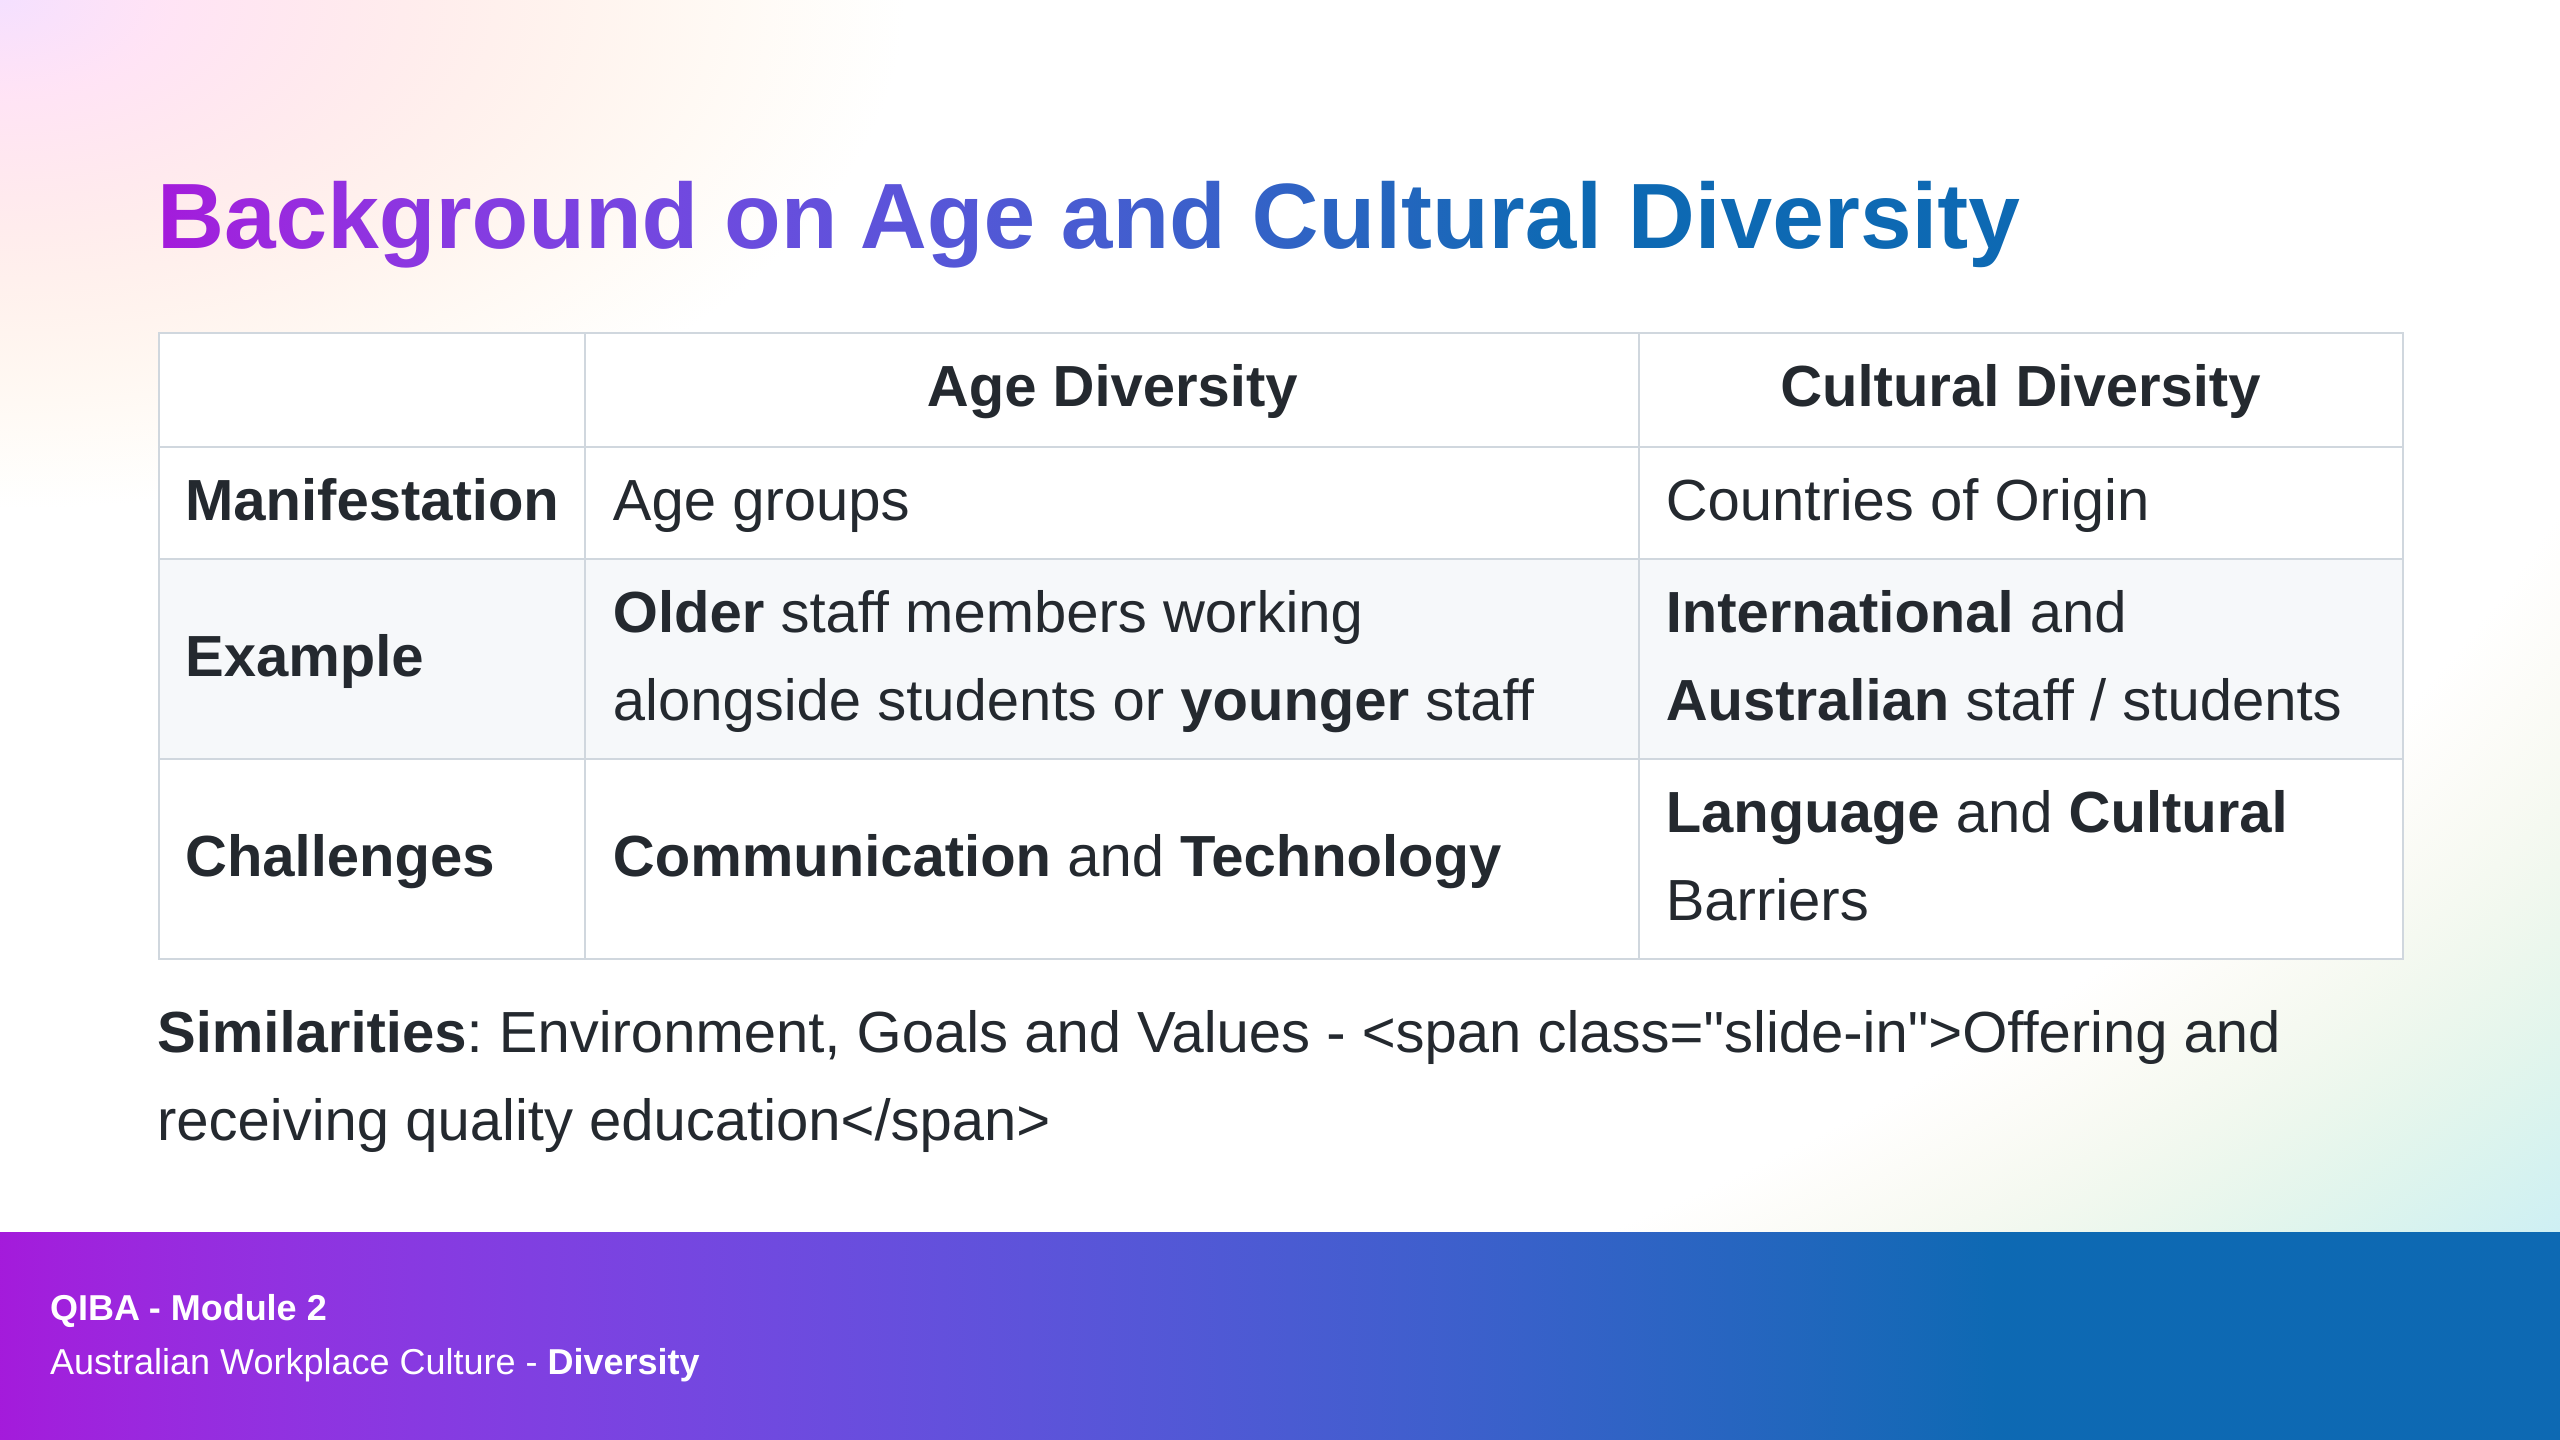 Background on Age and Cultural Diversity
Age Diversity Cultural Diversity
Manifestation Age groups Countries of Origin
Example
Older staff members working
alongside students or younger staff
International and
Australian staff / students
Challenges
Communication and Technology
Language and Cultural
Barriers
Similarities: Environment, Goals and Values - <span class="slide-in">Offering and
receiving quality education</span>
QIBA - Module 2
Australian Workplace Culture - Diversity